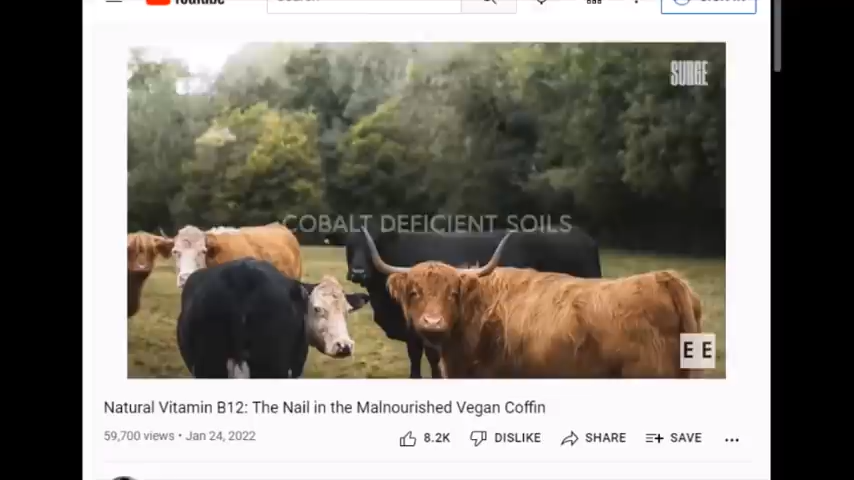 SURGE
COBALT DEFICIENT SOILS
E E
Natural Vitamin B12: The Nail in the Malnourished Vegan Coffin
59,700 views • Jan 24, 2022
8.2K DISLIKE SHARE SAVE